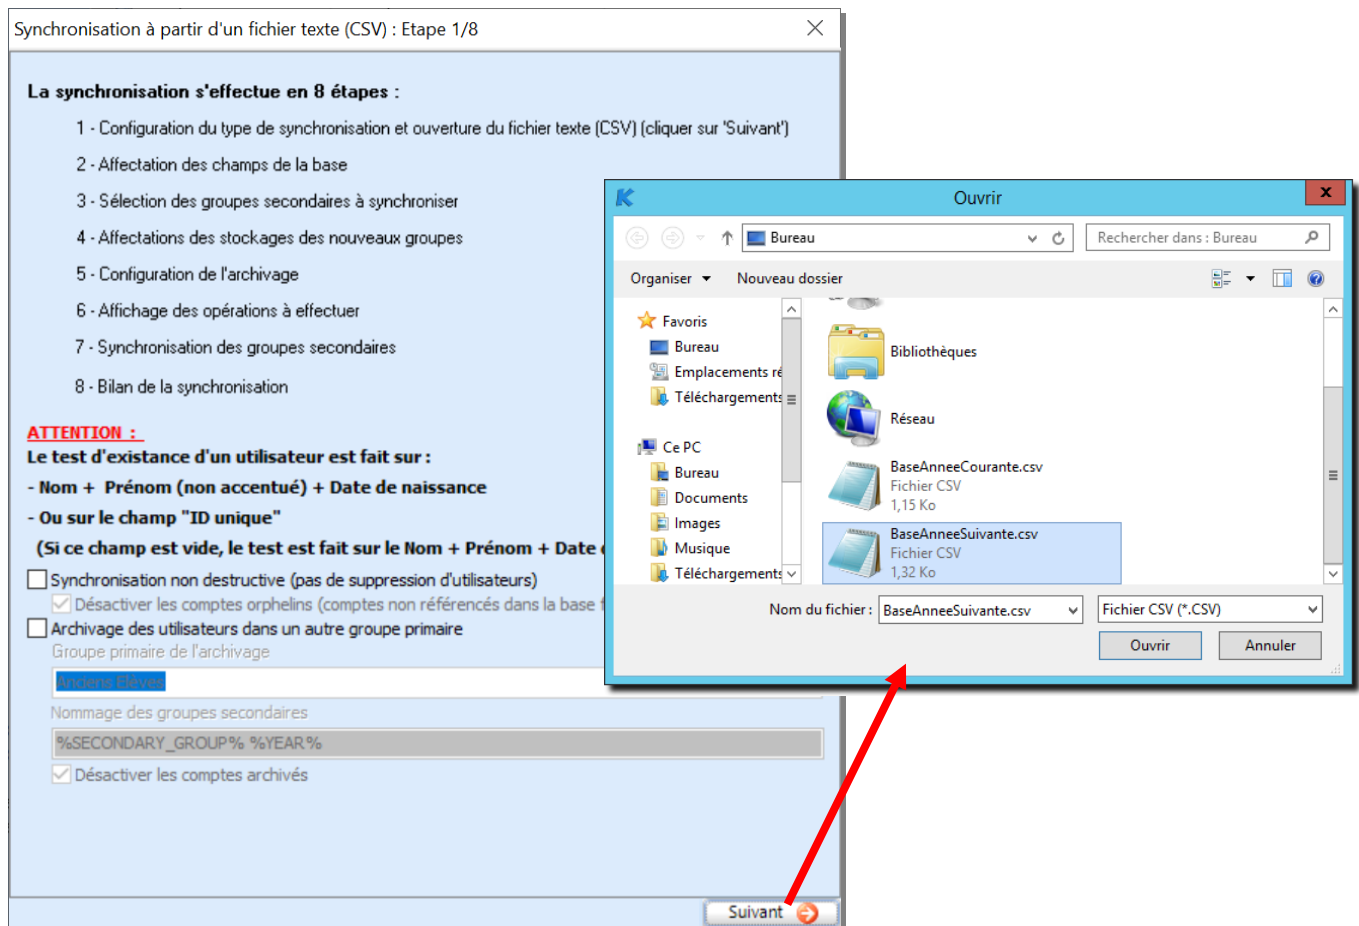 Synchronisation à partir d'un fichier texte (CSV) : Etape 1/8
La synchronisation s'effectue en 8 étapes :
1 - Configuration du type de synchronisation et ouverture du fichier texte (CSV) (cliquer sur 'Suivant')
2 - Affectation des champs de la base
3 - Sélection des groupes secondaires à synchroniser
4 - Affectations des stockages des nouveaux groupes
5 - Configuration de l'archivage
6 - Affichage des opérations à effectuer
7 - Synchronisation des groupes secondaires
8 - Bilan de la synchronisation
ATTENTION :
Le test d'existance d'un utilisateur est fait sur :
- Nom + Prénom (non accentué) + Date de naissance
- Ou sur le champ "ID unique"
(Si ce champ est vide, le test est fait sur le Nom + Prénom + Date
Synchronisation non destructive (pas de suppression d'utilisateurs)
Désactiver les comptes orphelins (comptes non référencés dans la base
Archivage des utilisateurs dans un autre groupe primaire
Groupe primaire de l'archivage
Anciens Elèves
Nommage des groupes secondaires
%SECONDARY_GROUP% %YEAR%
Désactiver les comptes archivés
Suivant
Ouvrir
Bureau
Rechercher dans : Bureau
Organiser
Nouveau dossier
Favoris
Bureau
Emplacements ré
Téléchargements
Ce PC
Bureau
Documents
Images
Musique
Téléchargements
Bibliothèques
Réseau
BaseAnneeCourante.csv
Fichier CSV
1,15 Ko
BaseAnneeSuivante.csv
Fichier CSV
1,32 Ko
Nom du fichier :
BaseAnneeSuivante.csv
Fichier CSV (*.CSV)
Ouvrir
Annuler